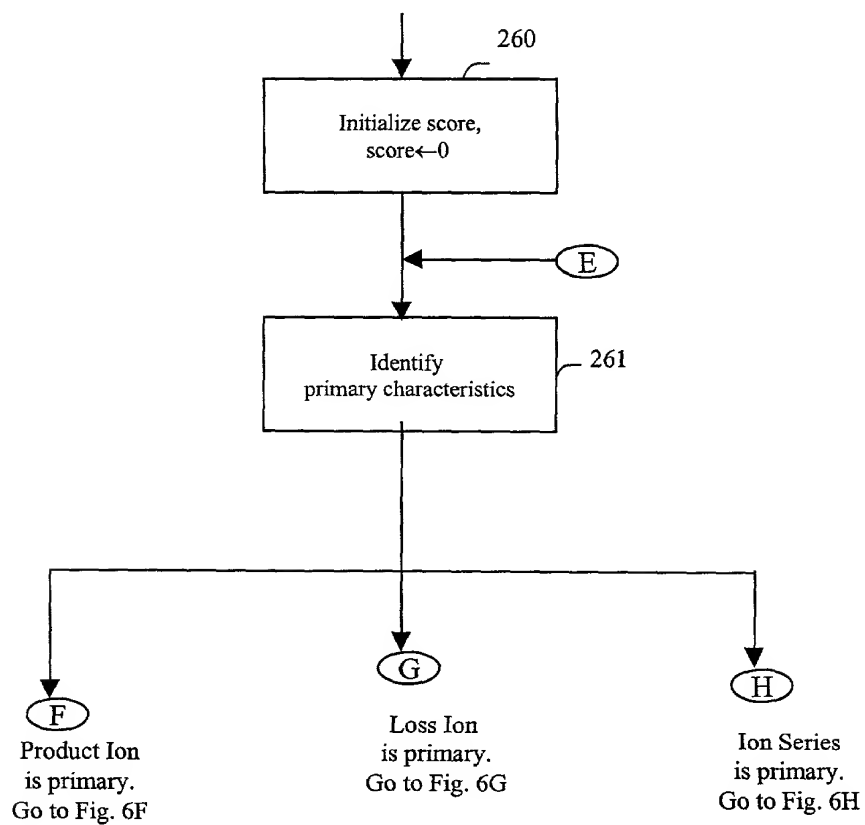 260
Initialize score,
score←0
E
Identify
primary characteristics
261
F
Product Ion
is primary.
Go to Fig. 6F
G
Loss Ion
is primary.
Go to Fig. 6G
H
Ion Series
is primary.
Go to Fig. 6H